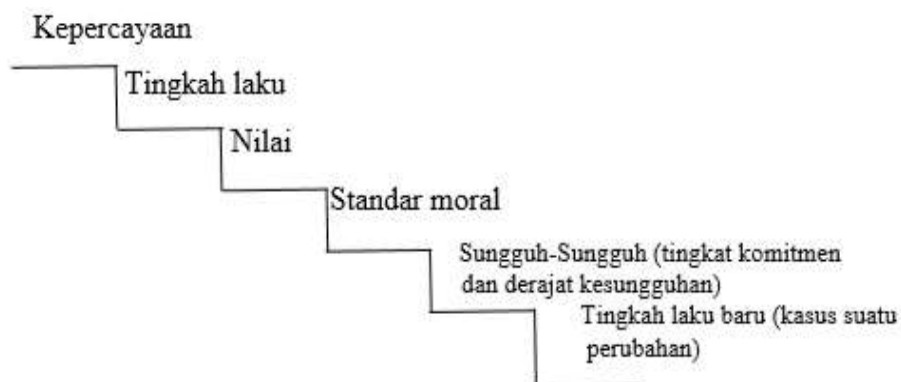 Kepercayaan
Tingkah laku
Nilai
Standar moral
Sungguh-Sungguh (tingkat komitmen
dan derajat kesungguhan)
Tingkah laku baru (kasus suatu
perubahan)